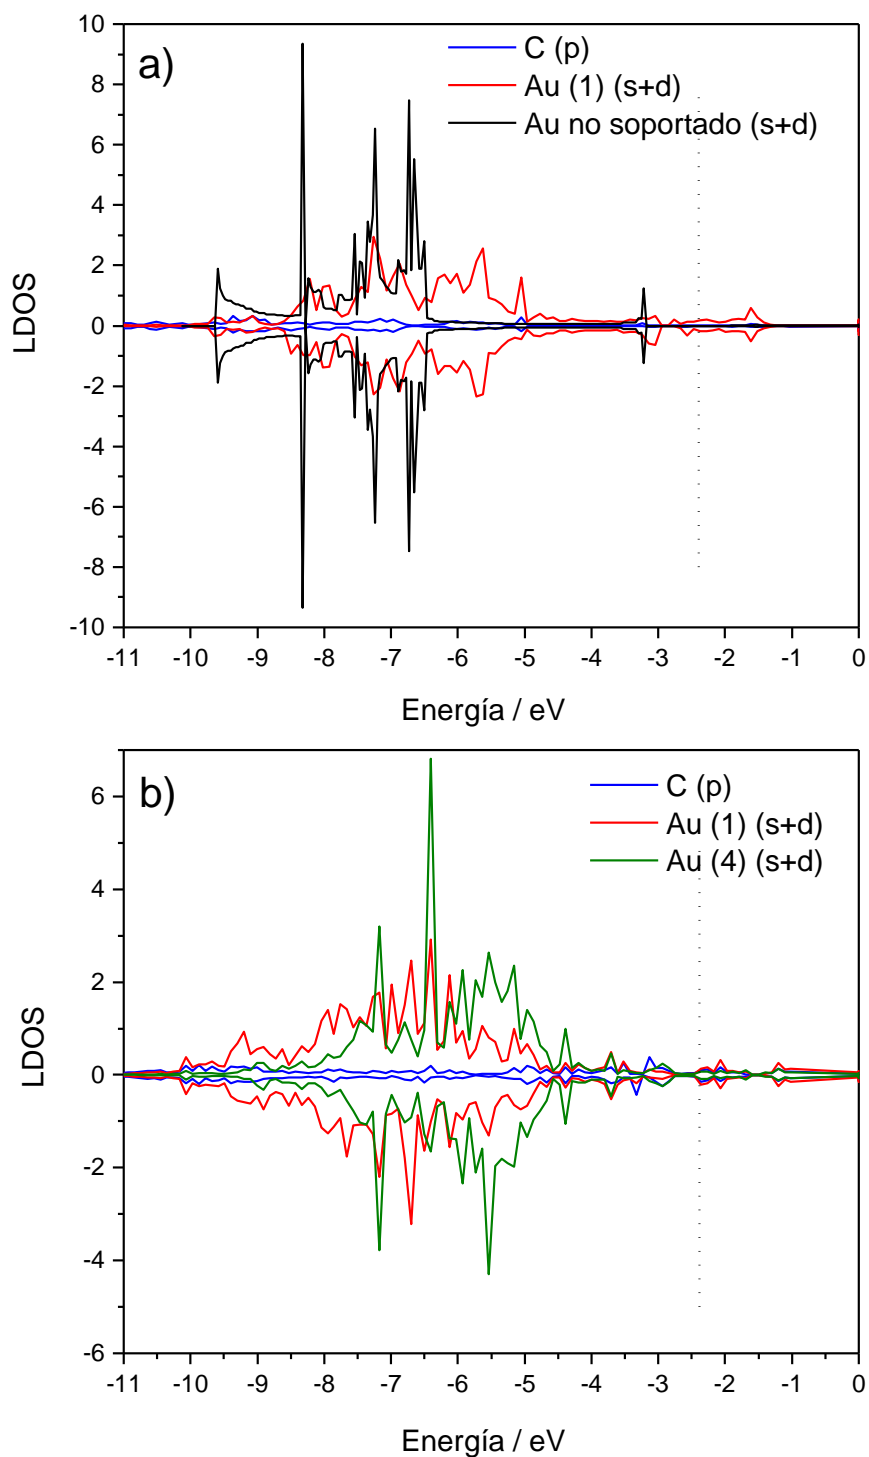 a)
C (p)
Au (1) (s+d)
Au no soportado (s+d)
10
8
6
4
2
0
-2
-4
-6
-8
-10
LDOS
-11 -10 -9 -8 -7 -6 -5 -4 -3 -2 -1 0
Energía / eV
b)
C (p)
Au (1) (s+d)
Au (4) (s+d)
6
4
2
0
-2
-4
-6
LDOS
-11 -10 -9 -8 -7 -6 -5 -4 -3 -2 -1 0
Energía / eV